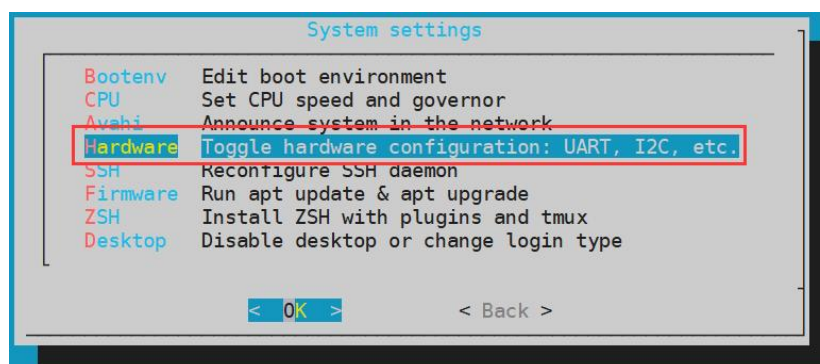 System settings
Bootenv Edit boot environment
CPU Set CPU speed and governor
Avahi Announce system in the network
Hardware Toggle hardware configuration: UART, I2C, etc.
SSH Reconfigure SSH daemon
Firmware Run apt update & apt upgrade
ZSH Install ZSH with plugins and tmux
Desktop Disable desktop or change login type
< OK > < Back >